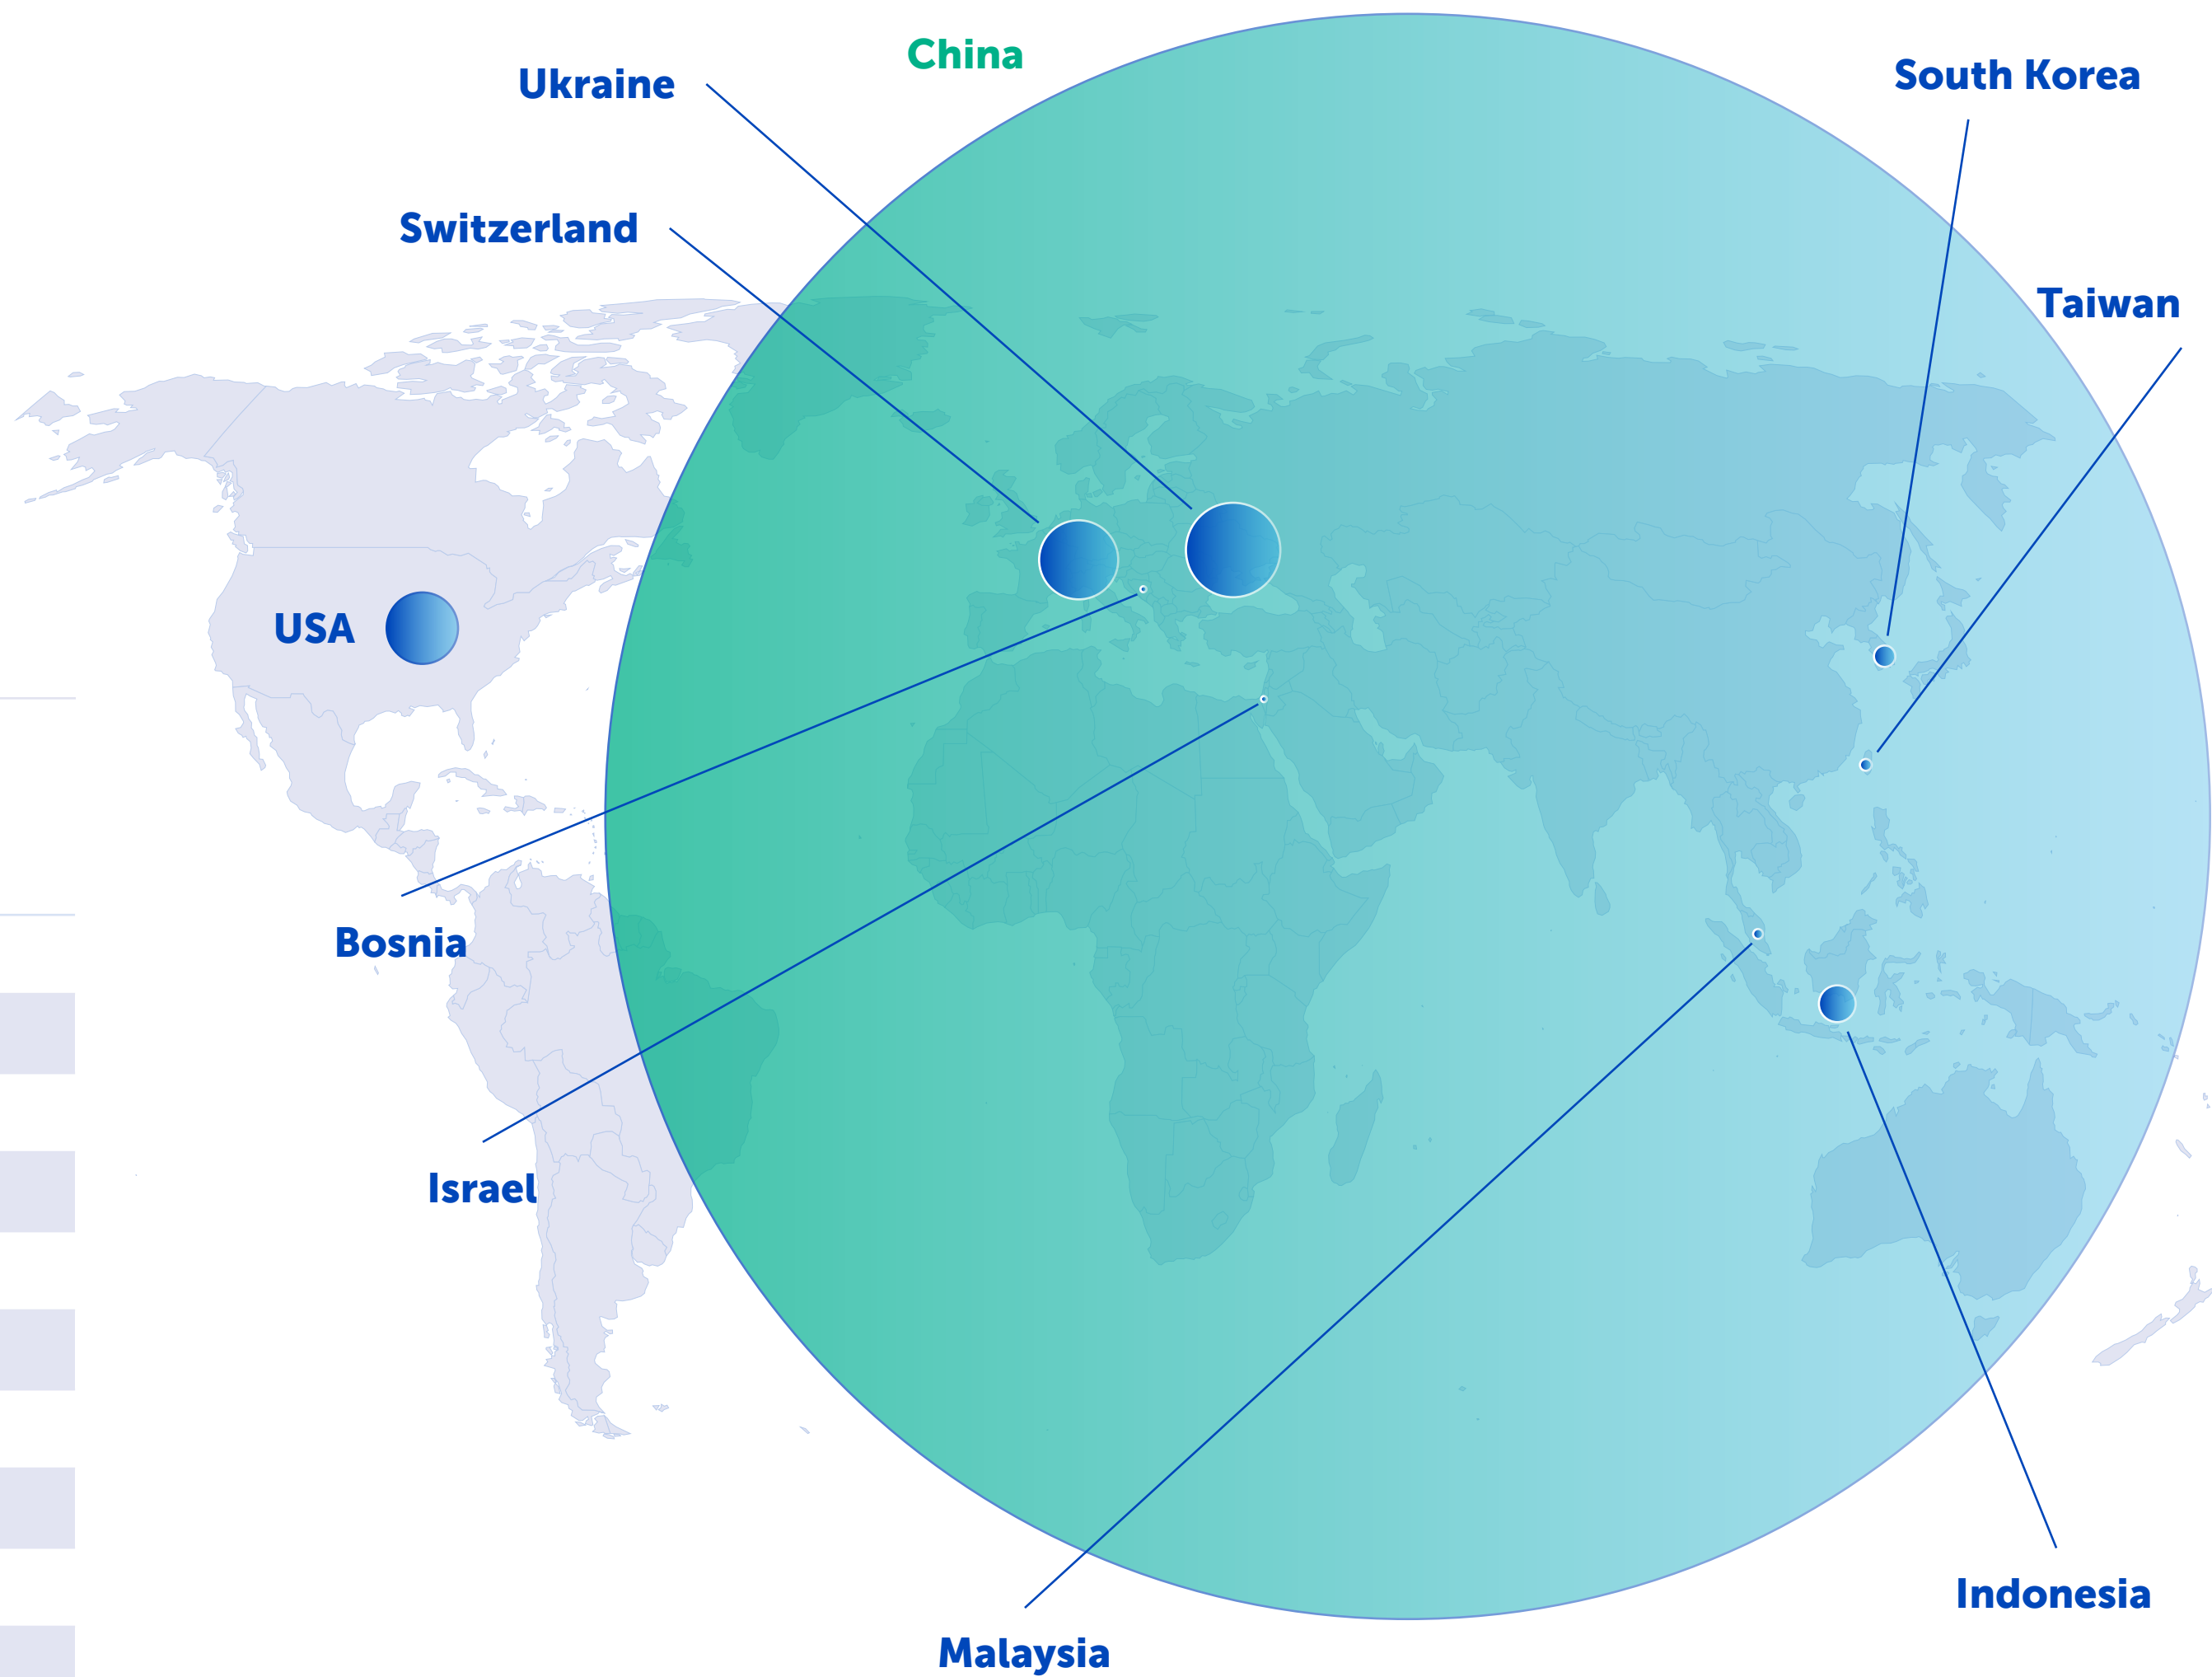 China
Ukraine
South Korea
Switzerland
Taiwan
USA
Bosnia
Israel
Indonesia
Malaysia